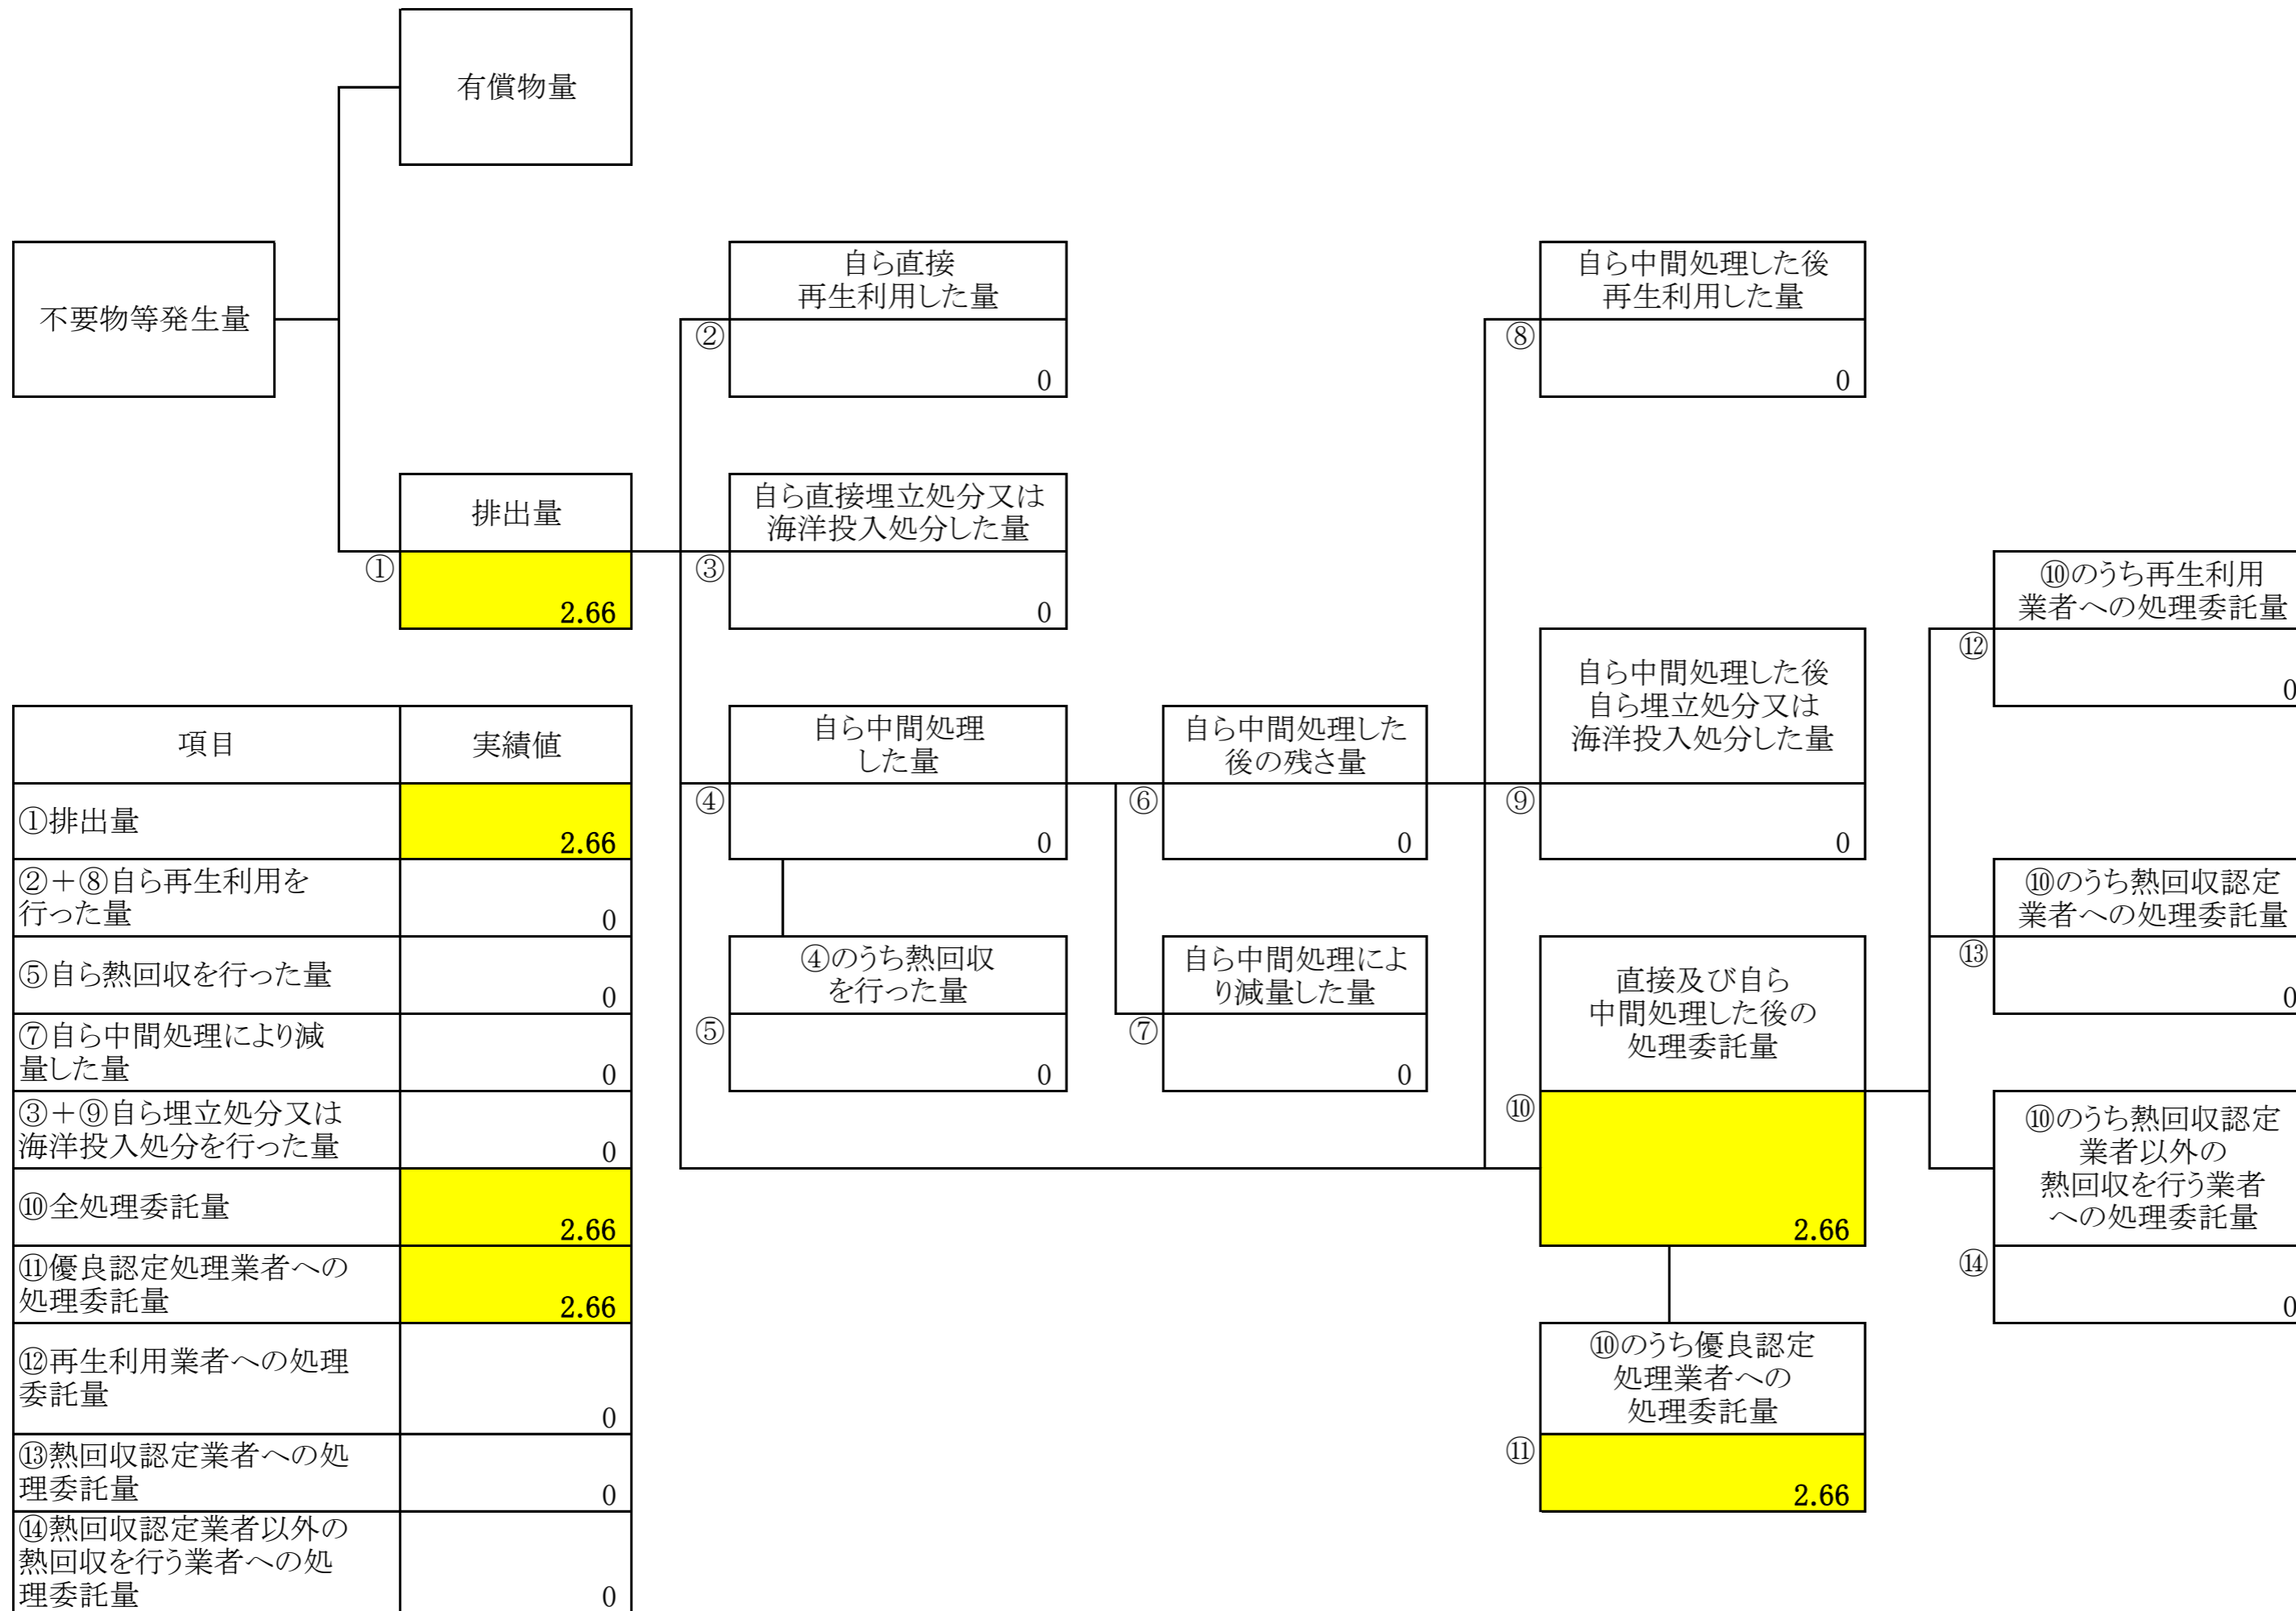 有償物量
不要物等発生量
自ら直接
再生利用した量
②
0
自ら中間処理した後
再生利用した量
⑧
0
排出量
①
2.66
自ら直接埋立処分又は
海洋投入処分した量
③
0
⑩のうち再生利用
業者への処理委託量
⑫
0
自ら中間処理した後
自ら埋立処分又は
海洋投入処分した量
⑨
0
自ら中間処理
した量
④
0
自ら中間処理した
後の残さ量
⑥
0
⑩のうち熱回収認定
業者への処理委託量
⑬
0
④のうち熱回収
を行った量
⑤
0
自ら中間処理によ
り減量した量
⑦
0
直接及び自ら
中間処理した後の
処理委託量
⑩
2.66
⑩のうち熱回収認定
業者以外の
熱回収を行う業者
への処理委託量
⑭
0
⑩のうち優良認定
処理業者への
処理委託量
⑪
2.66
項目 実績値
①排出量
2.66
②＋⑧自ら再生利用を
行った量
0
⑤自ら熱回収を行った量
0
⑦自ら中間処理により減
量した量
0
③＋⑨自ら埋立処分又は
海洋投入処分を行った量
0
⑩全処理委託量
2.66
⑪優良認定処理業者への
処理委託量
2.66
⑫再生利用業者への処理
委託量
0
⑬熱回収認定業者への処
理委託量
0
⑭熱回収認定業者以外の
熱回収を行う業者への処
理委託量
0